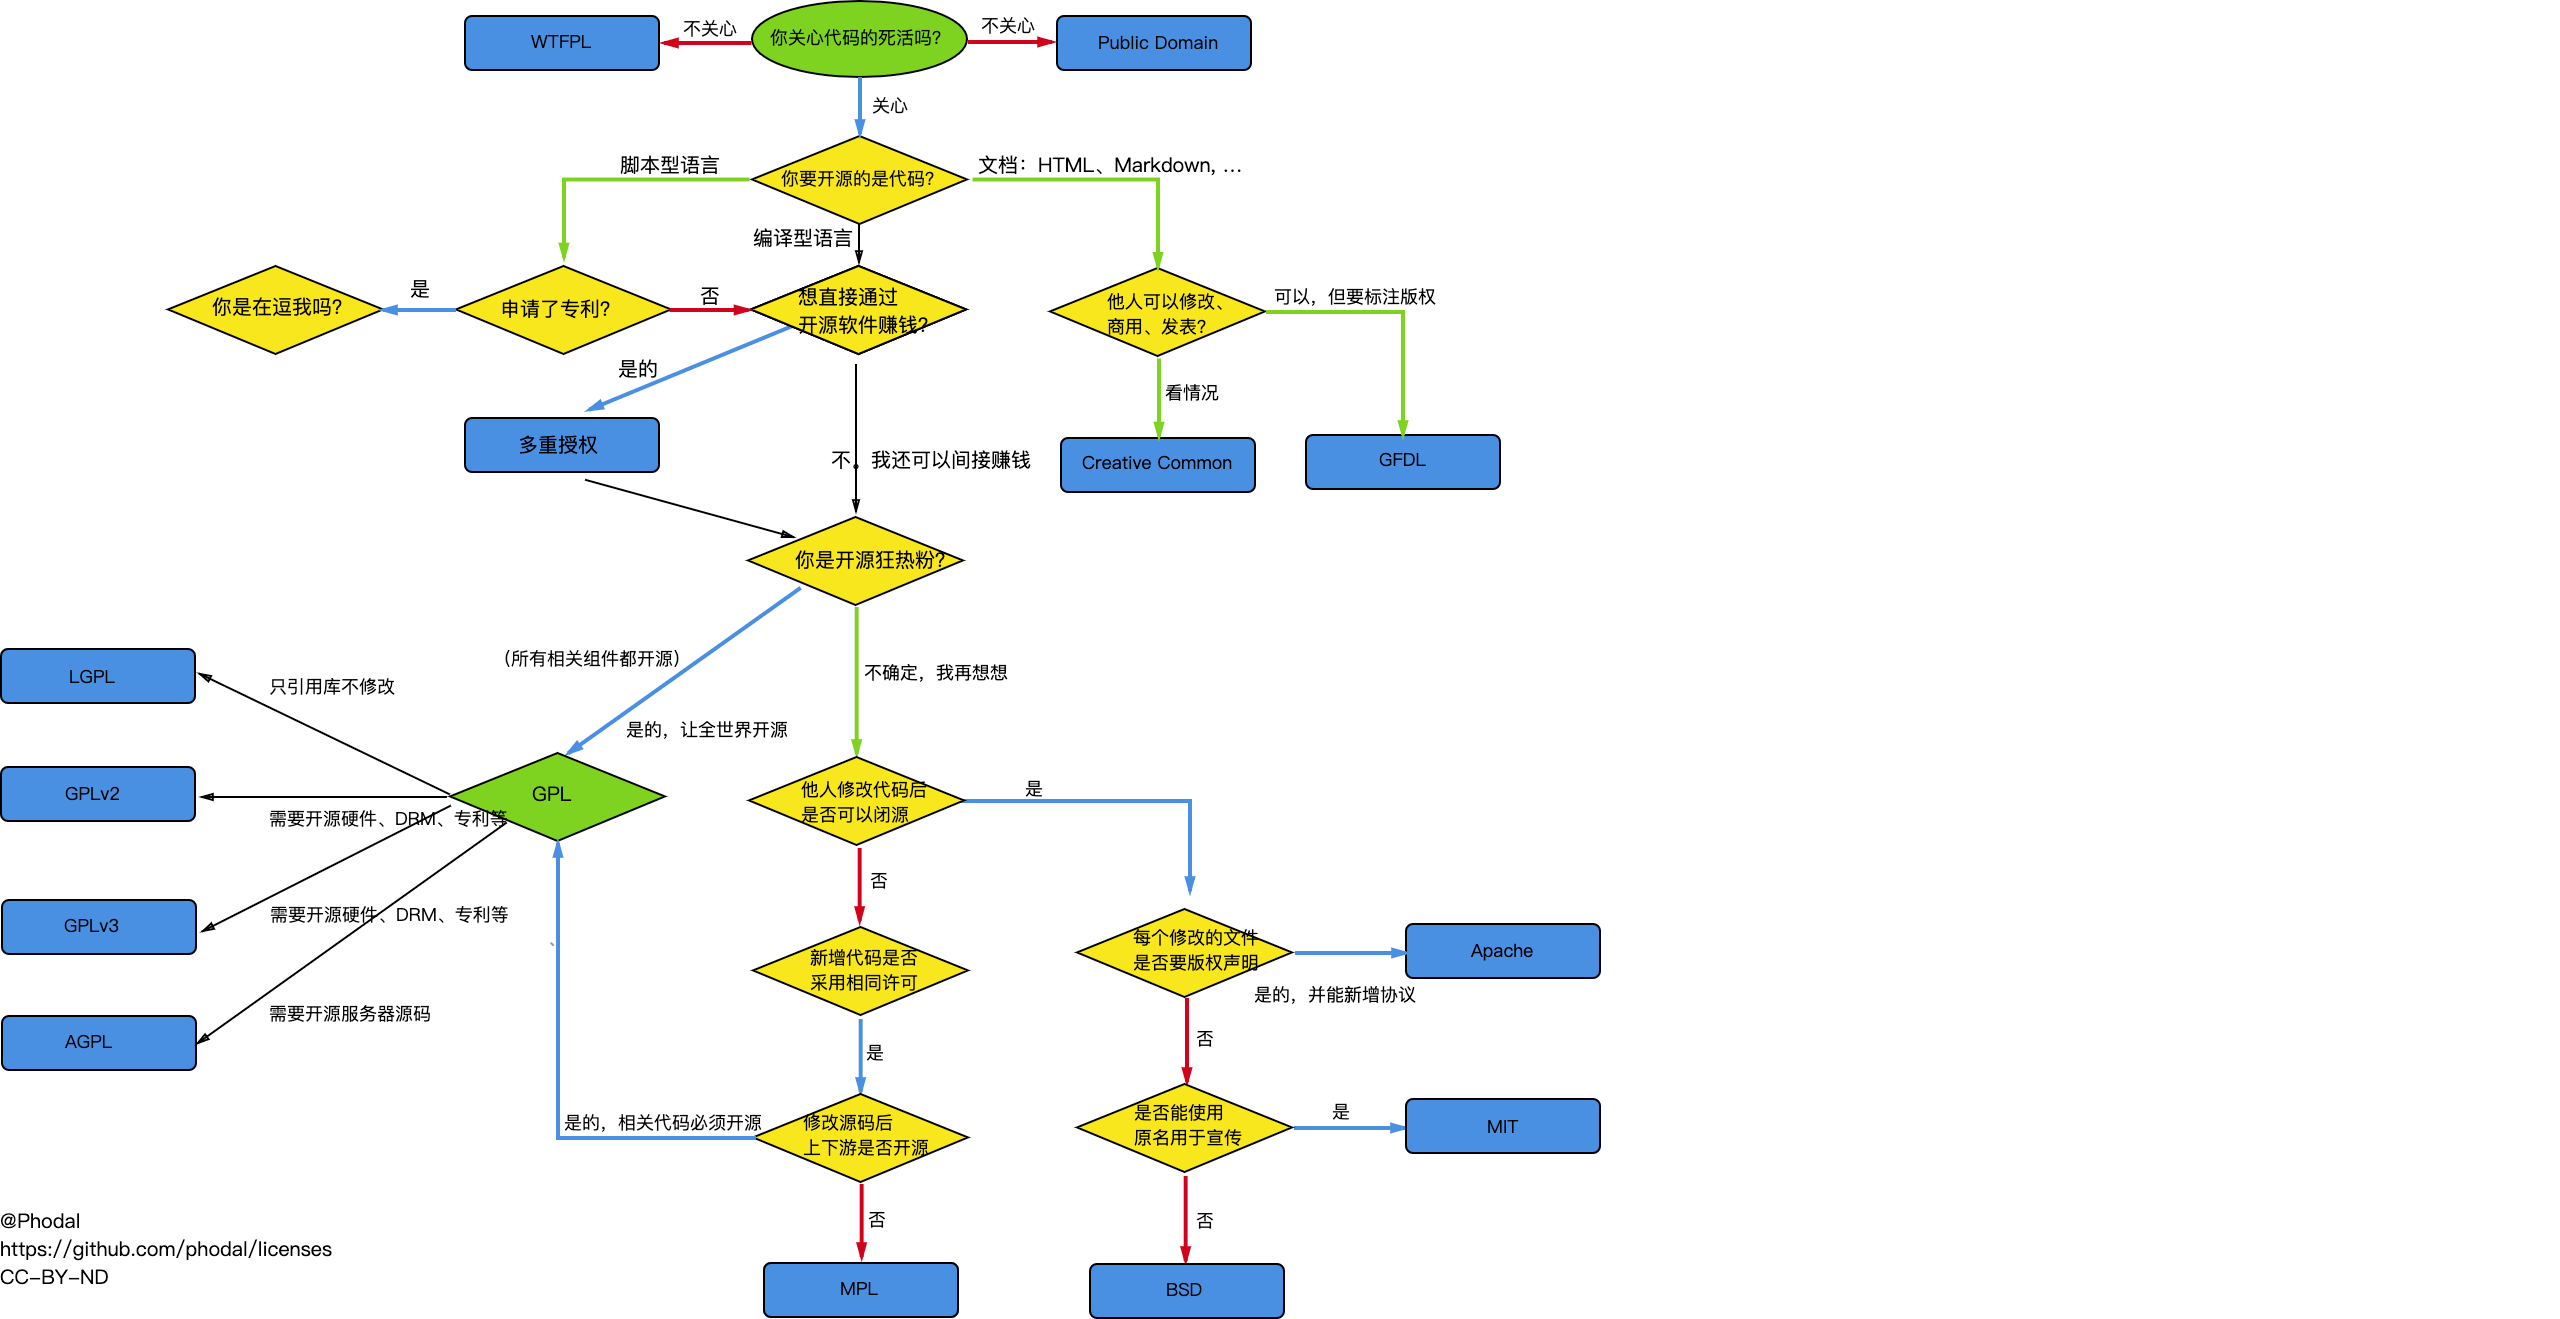 WTFPL
不关心
你关心代码的死活吗?
不关心
Public Domain
关心
脚本型语言
你要开源的是代码?
文档：HTML、Markdown, ...
编译型语言
你是在逗我吗?
是
申请了专利?
否
想直接通过
开源软件赚钱?
他人可以修改、
商用、发表?
可以，但要标注版权
是的
看情况
多重授权
不。我还可以间接赚钱
Creative Common
GFDL
你是开源狂热粉?
（所有相关组件都开源）
不确定，我再想想
LGPL
只引用库不修改
是的，让全世界开源
GPLv2
GPL
他人修改代码后
是否可以闭源
是
需要开源硬件、DRM、专利等
否
GPLv3
需要开源硬件、DRM、专利等
新增代码是否
采用相同许可
每个修改的文件
是否要版权声明
Apache
是的，并能新增协议
AGPL
需要开源服务器源码
是
否
是的，相关代码必须开源
修改源码后
上下游是否开源
是否能使用
原名用于宣传
是
MIT
否
否
MPL
BSD
@Phodal
https://github.com/phodal/licenses
CC-BY-ND